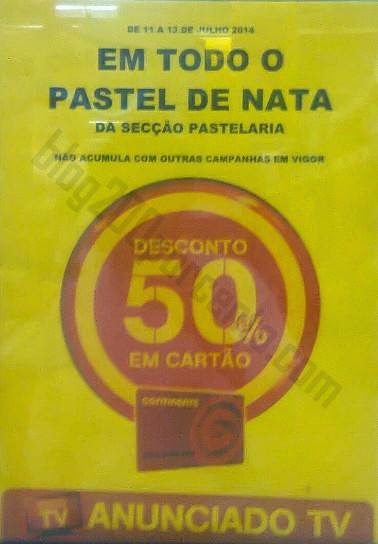 DE 11 A 13 DE JULHO 2014
EM TODO O
PASTEL DE NATA
DA SECÇÃO PASTELARIA
NÃO ACUMULA COM OUTRAS CAMPANHAS EM VIGOR
DESCONTO
50%
EM CARTÃO
continente
TV ANUNCIADO TV